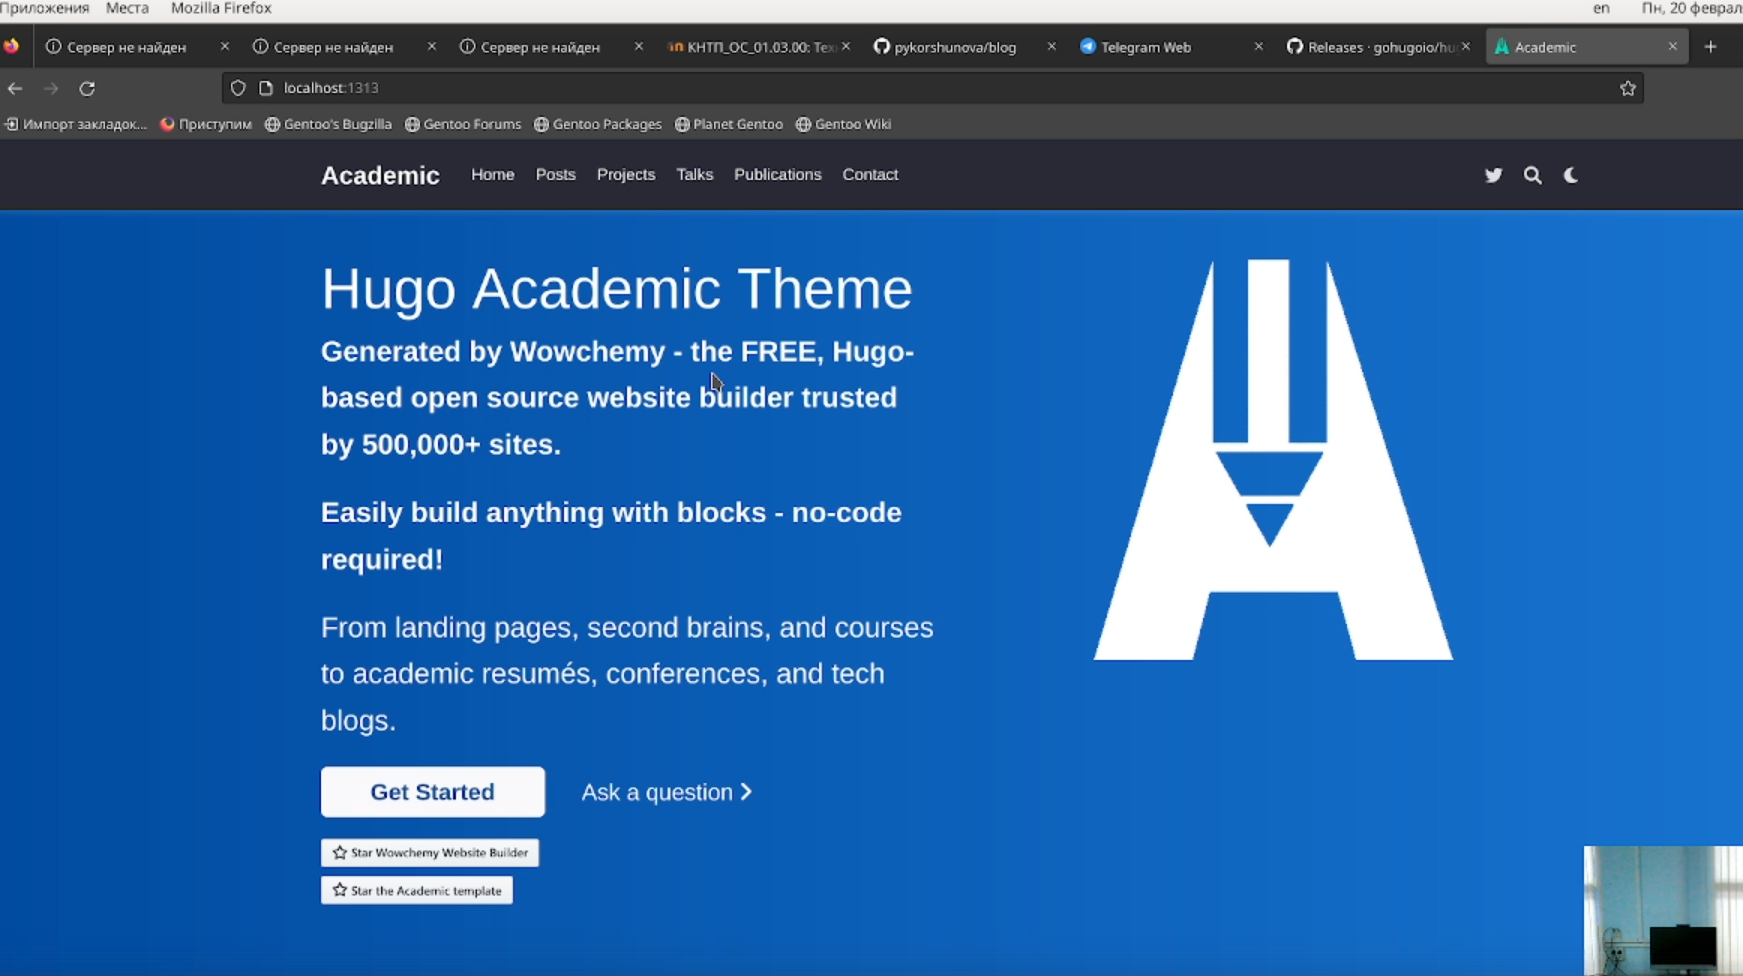 Приложения Места Mozilla Firefox en Пн, 20 феврал
Сервер не найден Сервер не найден Сервер не найден КНТП_ОС_01.03.00: Тех pykorshunova/blog Telegram Web Releases · gohugoio/hu Academic
localhost:1313
Импорт закладок... Приступим Gentoo's Bugzilla Gentoo Forums Gentoo Packages Planet Gentoo Gentoo Wiki
Academic Home Posts Projects Talks Publications Contact
Hugo Academic Theme
Generated by Wowchemy - the FREE, Hugo-
based open source website builder trusted
by 500,000+ sites.
Easily build anything with blocks - no-code
required!
From landing pages, second brains, and courses
to academic resumés, conferences, and tech
blogs.
Get Started Ask a question
Star Wowchemy Website Builder
Star the Academic template